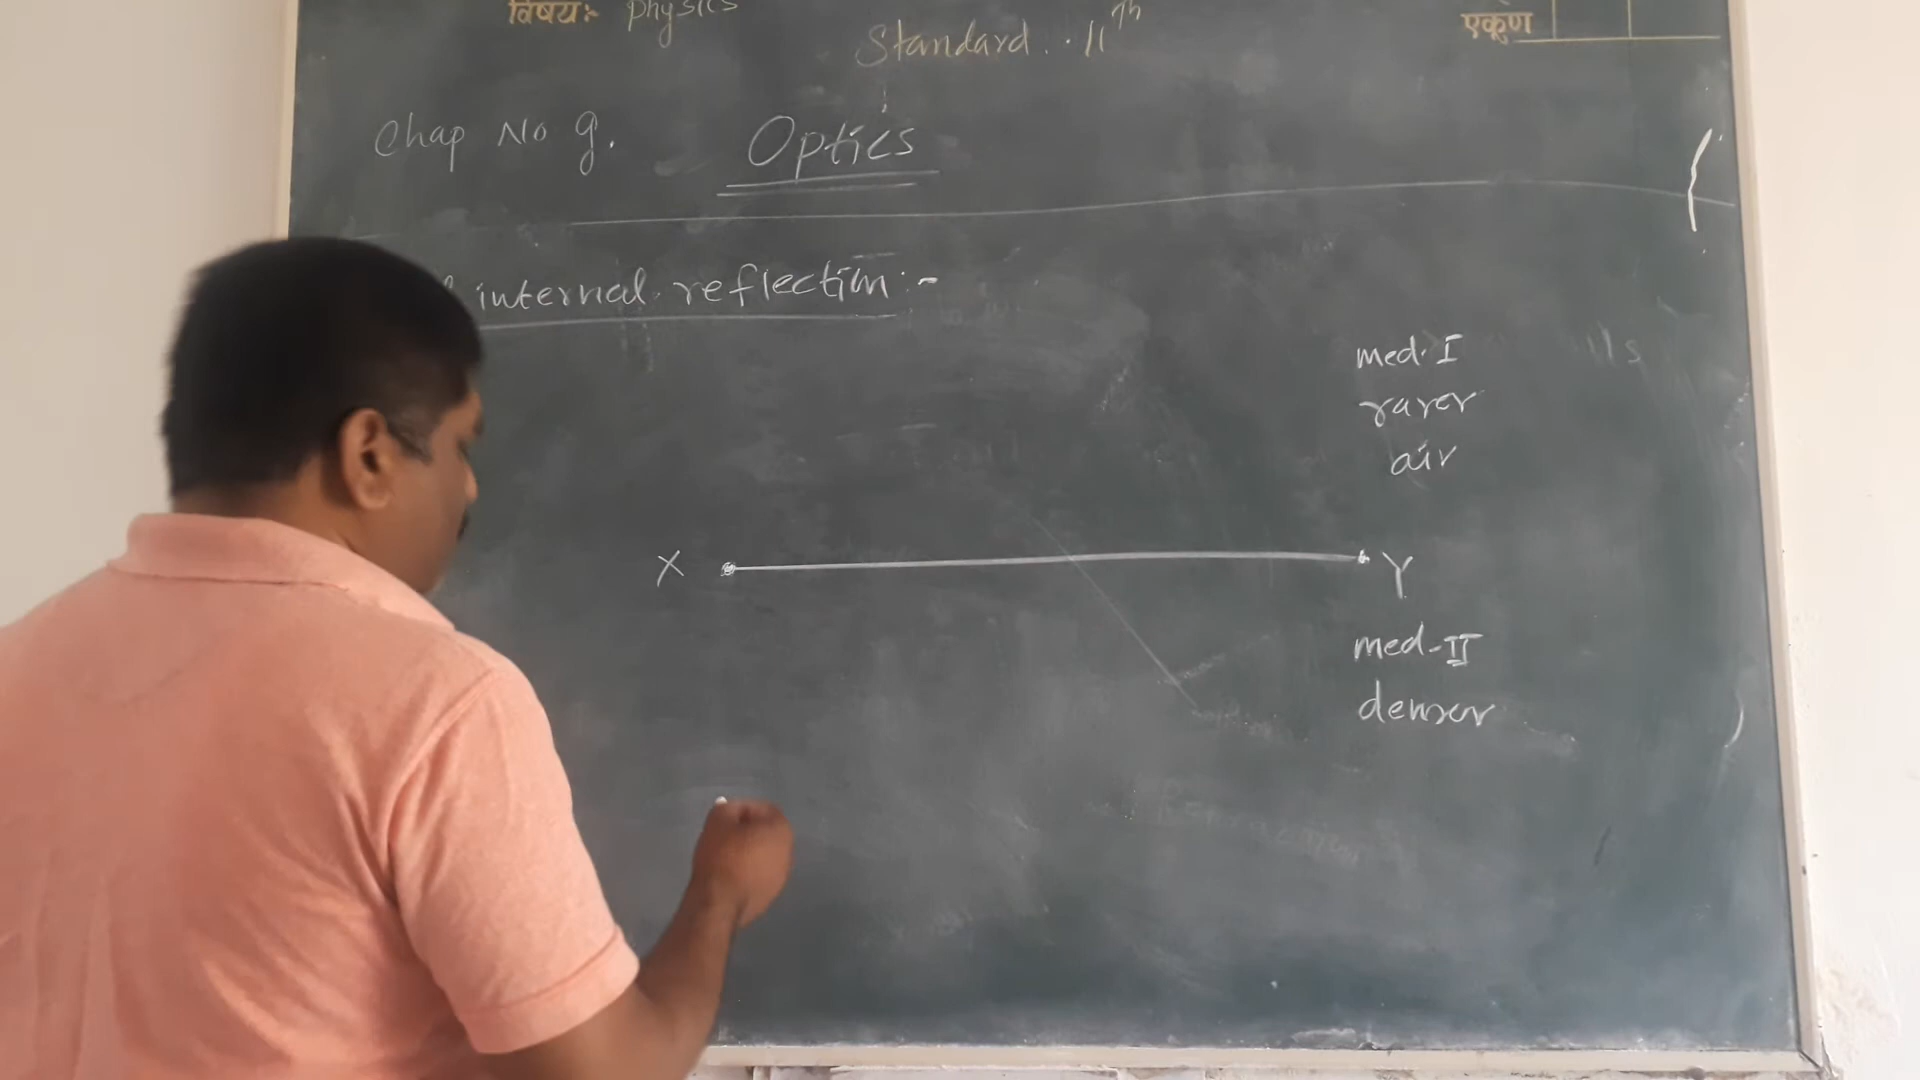 विषय:- Physics
एकूण
Standard. . 11th
Chap No 9.
Optics
internal reflection :-
med. I
rarer
air
X
Y
med-II
denser